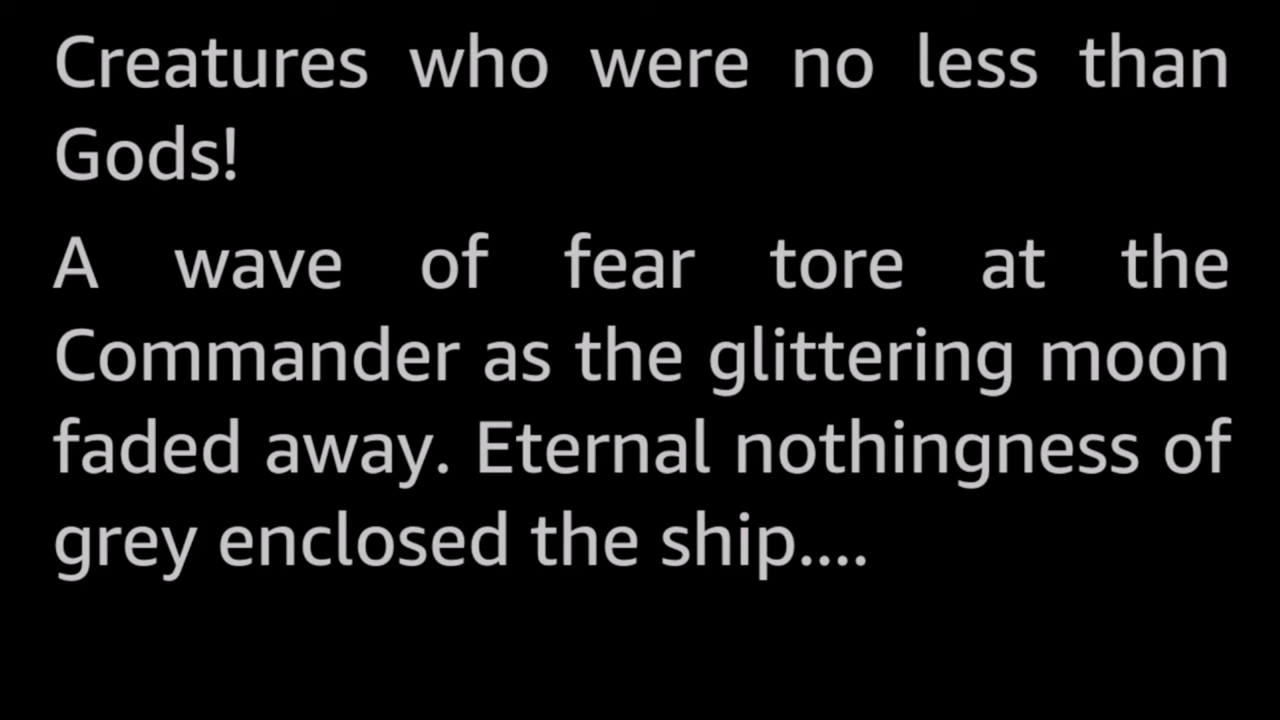 Creatures who were no less than
Gods!
A wave of fear tore at the
Commander as the glittering moon
faded away. Eternal nothingness of
grey enclosed the ship....